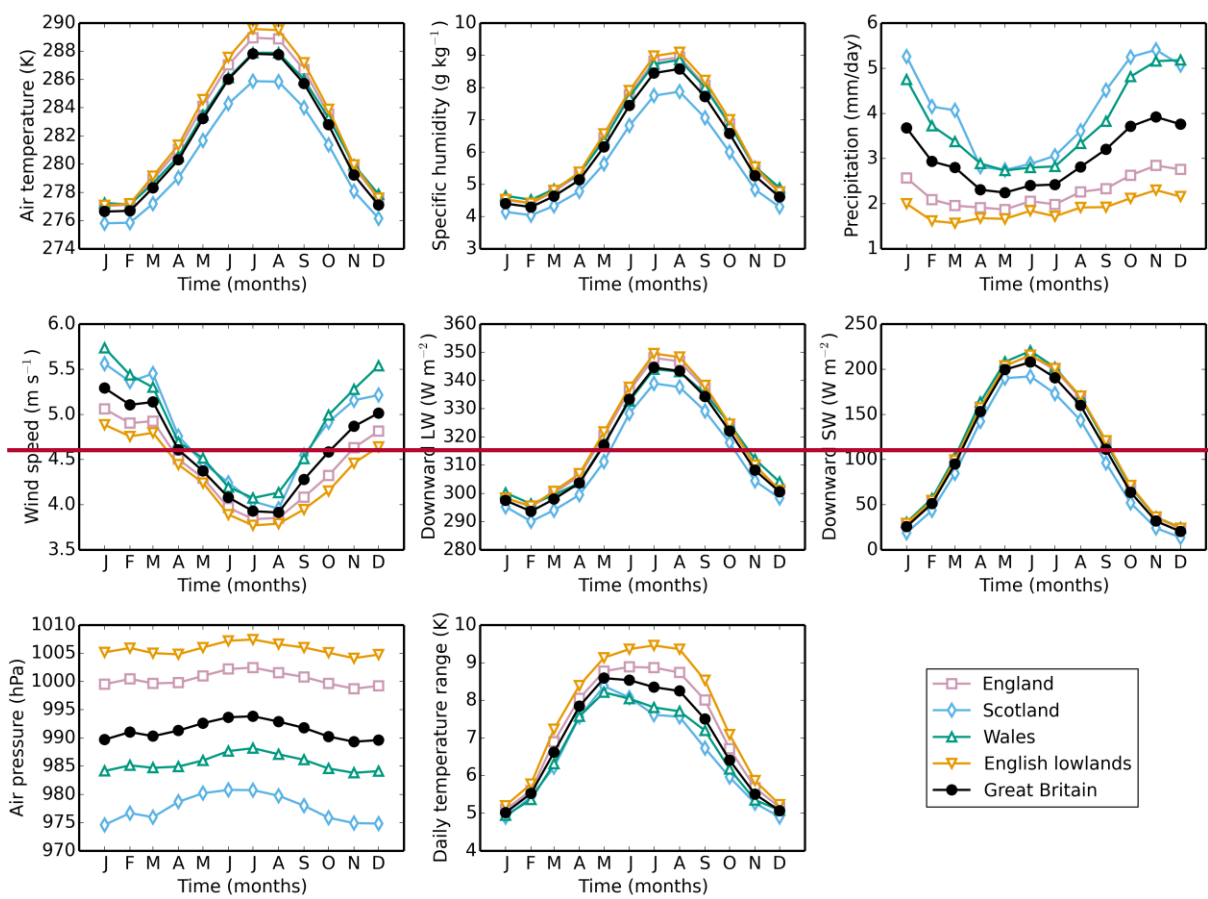 Air temperature (K)
290
288
286
284
282
280
278
276
274
J F M A M J J A S O N D
Time (months)
Specific humidity (g kg⁻¹)
10
9
8
7
6
5
4
3
J F M A M J J A S O N D
Time (months)
Precipitation (mm/day)
6
5
4
3
2
1
J F M A M J J A S O N D
Time (months)
Wind speed (m s⁻¹)
6.0
5.5
5.0
4.5
4.0
3.5
J F M A M J J A S O N D
Time (months)
Downward LW (W m⁻²)
360
350
340
330
320
310
300
290
280
J F M A M J J A S O N D
Time (months)
Downward SW (W m⁻²)
250
200
150
100
50
0
J F M A M J J A S O N D
Time (months)
Air pressure (hPa)
1010
1005
1000
995
990
985
980
975
970
J F M A M J J A S O N D
Time (months)
Daily temperature range (K)
10
9
8
7
6
5
4
J F M A M J J A S O N D
Time (months)
England
Scotland
Wales
English lowlands
Great Britain